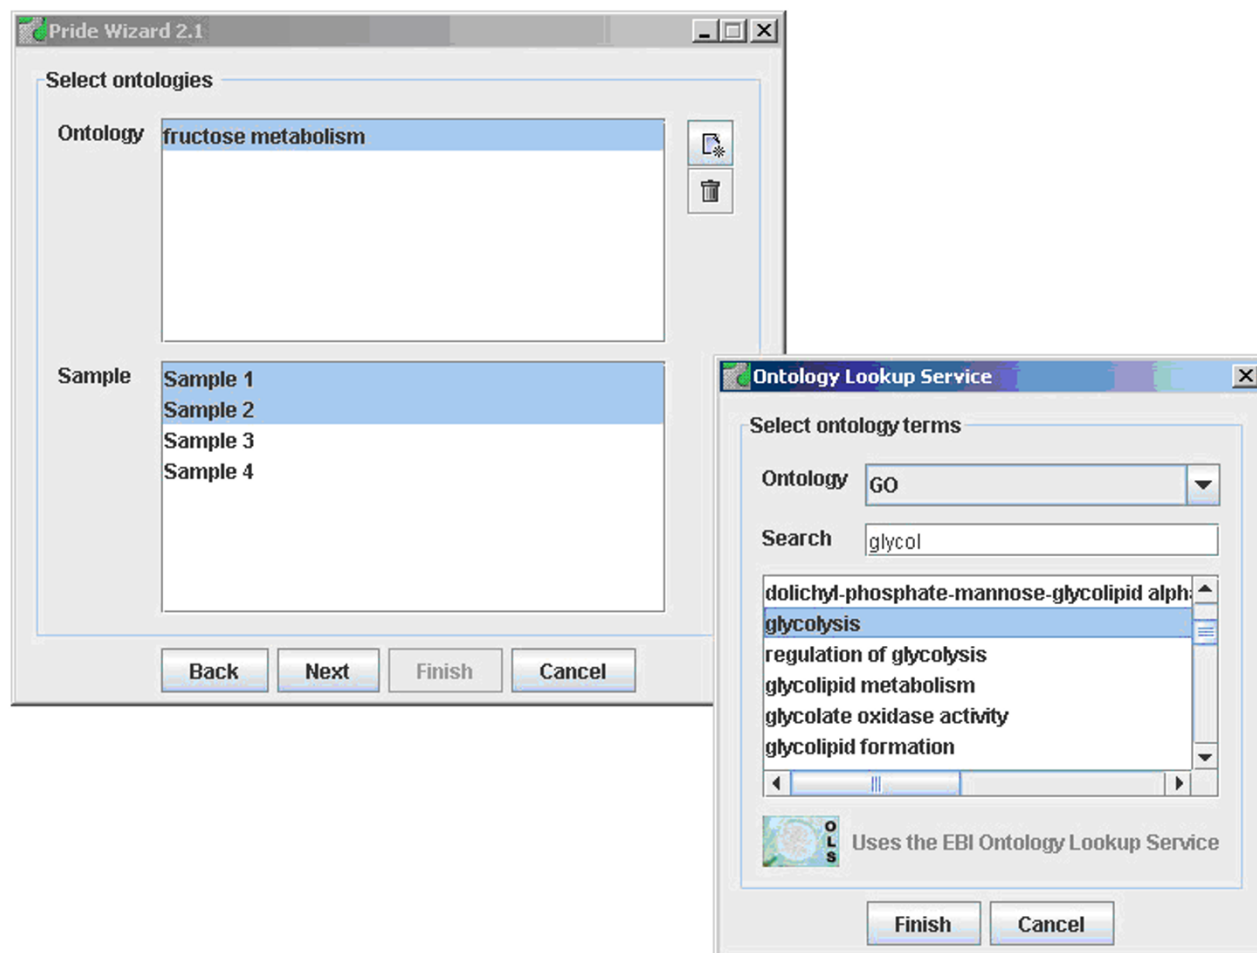 Pride Wizard 2.1
Select ontologies
Ontology
fructose metabolism
Sample
Sample 1
Sample 2
Sample 3
Sample 4
Back
Next
Finish
Cancel
Ontology Lookup Service
Select ontology terms
Ontology
GO
Search
glycol
dolichyl-phosphate-mannose-glycolipid alph
glycolysis
regulation of glycolysis
glycolipid metabolism
glycolate oxidase activity
glycolipid formation
OLS
Uses the EBI Ontology Lookup Service
Finish
Cancel